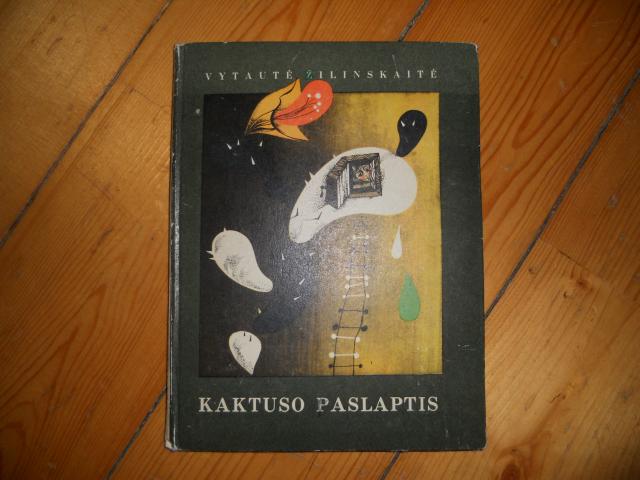 VYTAUTĖ ŽILINSKAITĖ
KAKTUSO PASLAPTIS